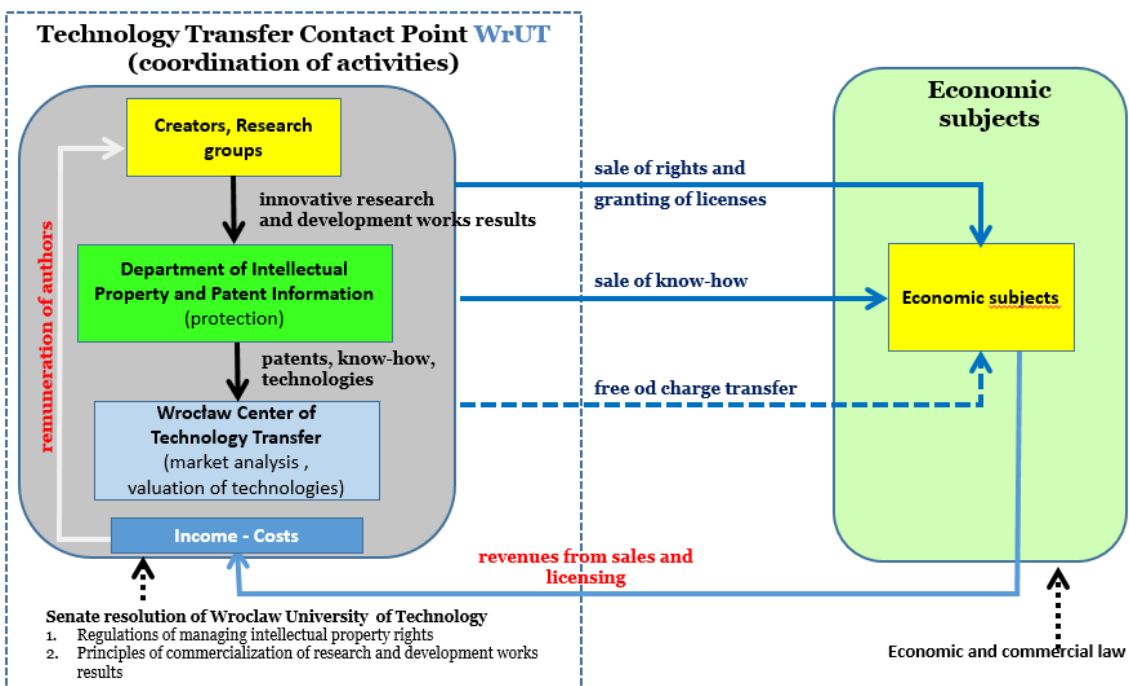 Technology Transfer Contact Point WrUT
(coordination of activities)
Creators, Research
groups
innovative research
and development works results
Department of Intellectual
Property and Patent Information
(protection)
patents, know-how,
technologies
Wrocław Center of
Technology Transfer
(market analysis ,
valuation of technologies)
Income - Costs
remuneration of authors
sale of rights and
granting of licenses
sale of know-how
free od charge transfer
Economic
subjects
Economic subjects
revenues from sales and
licensing
Senate resolution of Wroclaw University of Technology
1. Regulations of managing intellectual property rights
2. Principles of commercialization of research and development works
results
Economic and commercial law